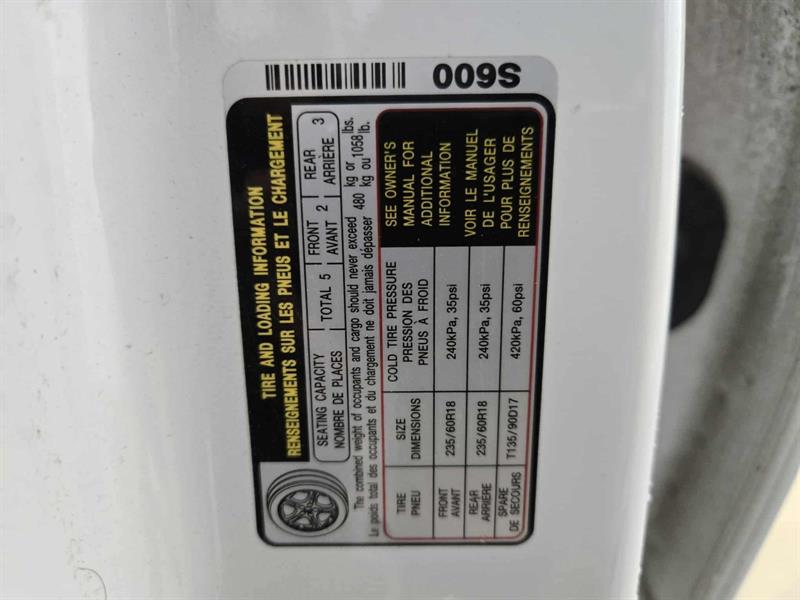 S600
TIRE AND LOADING INFORMATION
RENSEIGNEMENTS SUR LES PNEUS ET LE CHARGEMENT
SEATING CAPACITY TOTAL 5 FRONT 2 REAR 3
NOMBRE DE PLACES AVANT ARRIÈRE
The combined weight of occupants and cargo should never exceed 480 kg or 1058 lbs.
Le poids total des occupants et du chargement ne doit jamais dépasser kg ou lb.
TIRE SIZE COLD TIRE PRESSURE
PNEU DIMENSIONS PRESSION DES
PNEUS À FROID
FRONT 235/60R18 240kPa, 35psi
AVANT
REAR 235/60R18 240kPa, 35psi
ARRIÈRE
SPARE T135/90D17 420kPa, 60psi
DE SECOURS
SEE OWNER'S
MANUAL FOR
ADDITIONAL
INFORMATION
VOIR LE MANUEL
DE L'USAGER
POUR PLUS DE
RENSEIGNEMENTS